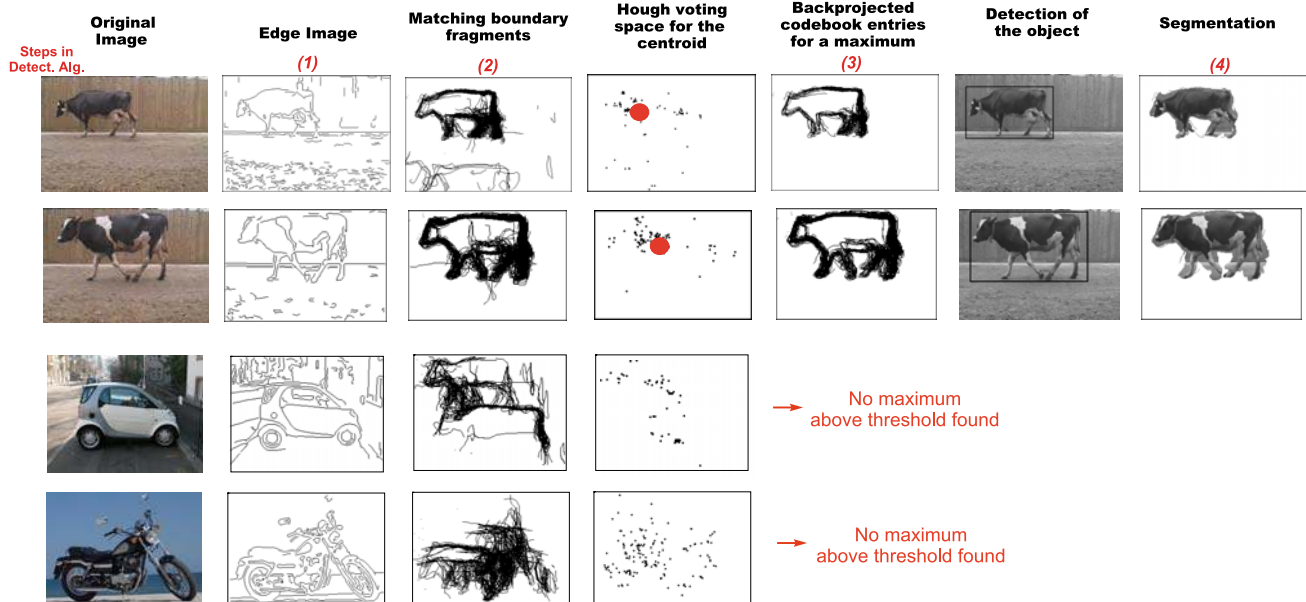 Original
Image
Edge Image
Matching boundary
fragments
Hough voting
space for the
centroid
Backprojected
codebook entries
for a maximum
Detection of
the object
Segmentation
Steps in
Detect. Alg.
(1)
(2)
(3)
(4)
No maximum
above threshold found
No maximum
above threshold found